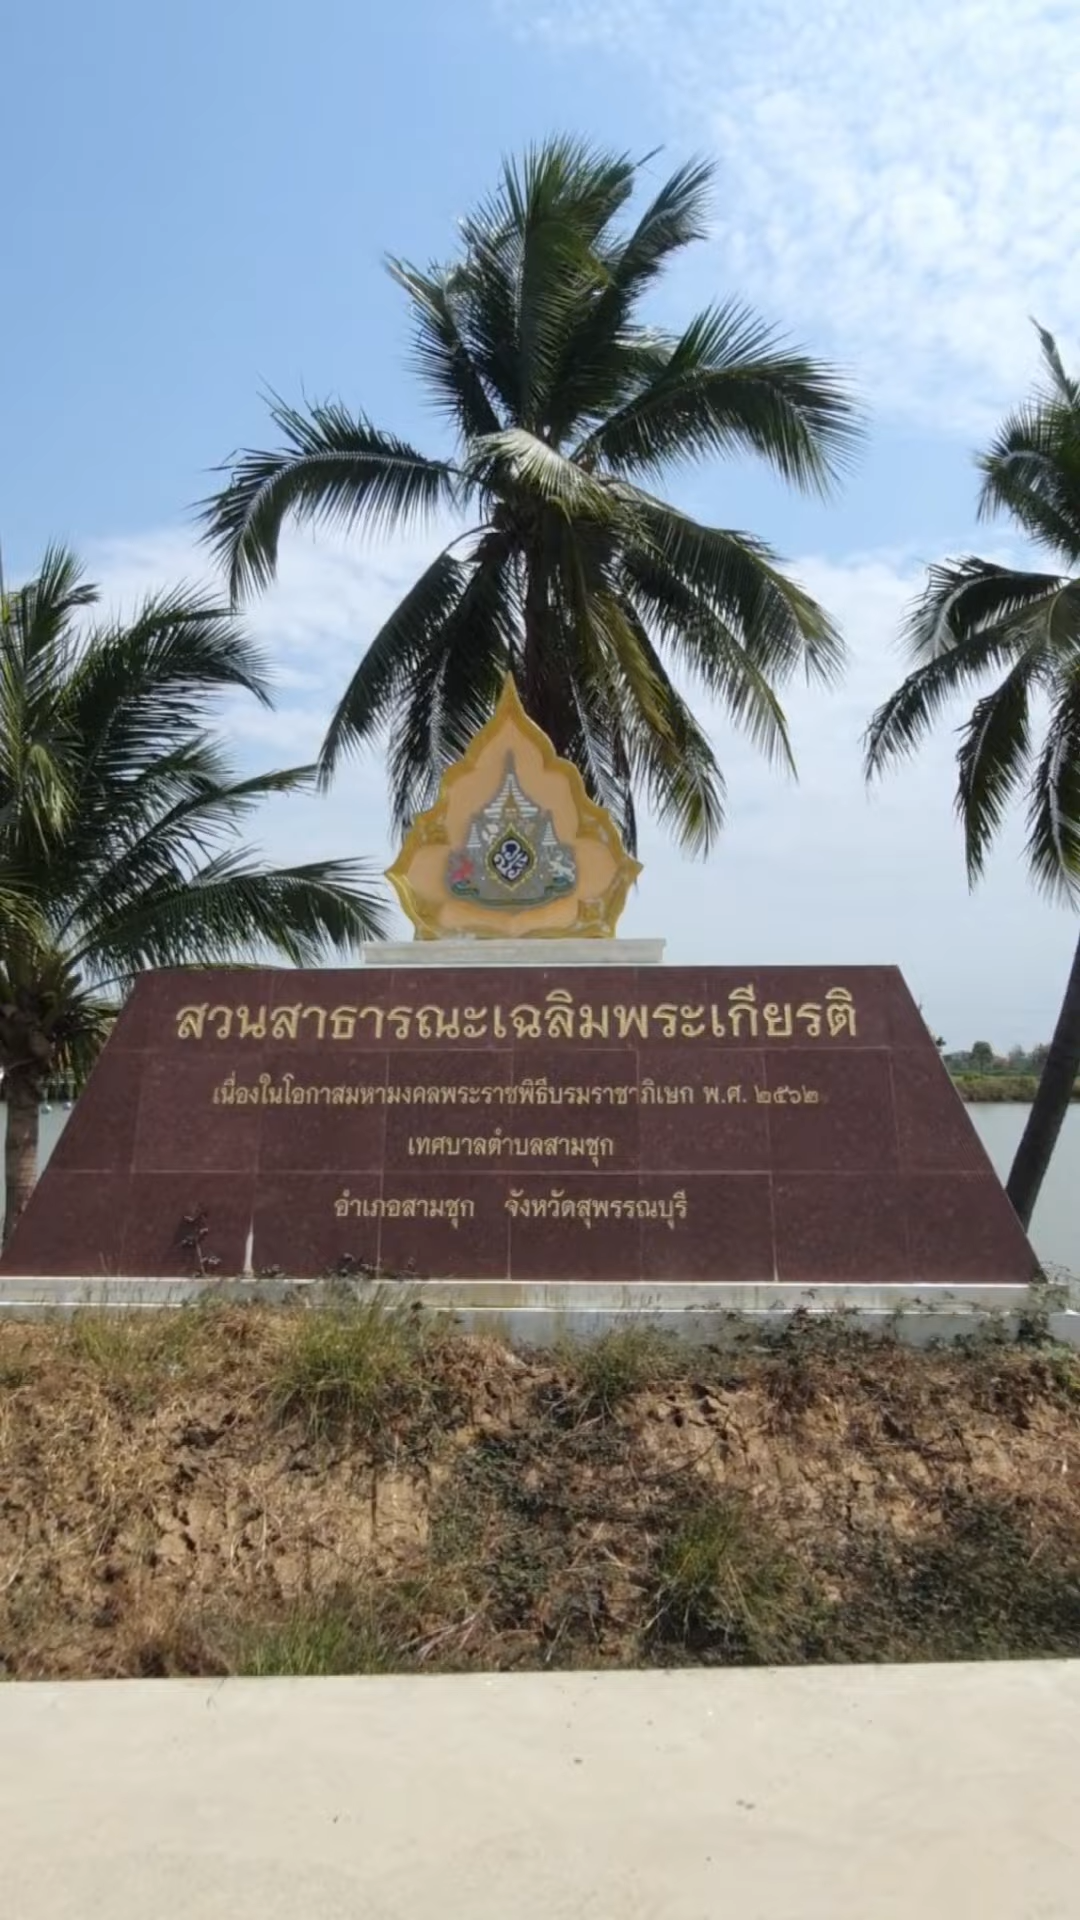 สวนสาธารณะเฉลิมพระเกียรติ
เนื่องในโอกาสมหามงคลพระราชพิธีบรมราชาภิเษก พ.ศ. ๒๕๖๒
เทศบาลตำบลสามชุก
อำเภอสามชุก จังหวัดสุพรรณบุรี